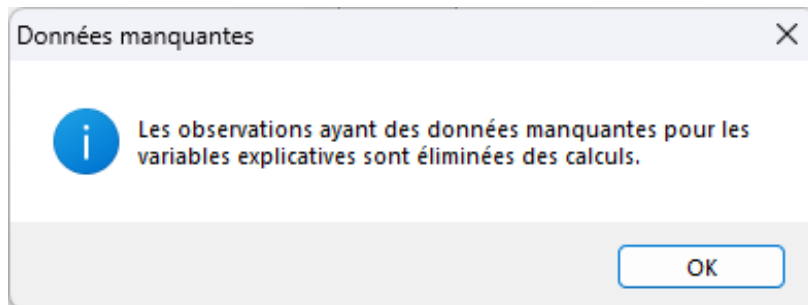 Données manquantes
Les observations ayant des données manquantes pour les
variables explicatives sont éliminées des calculs.
OK